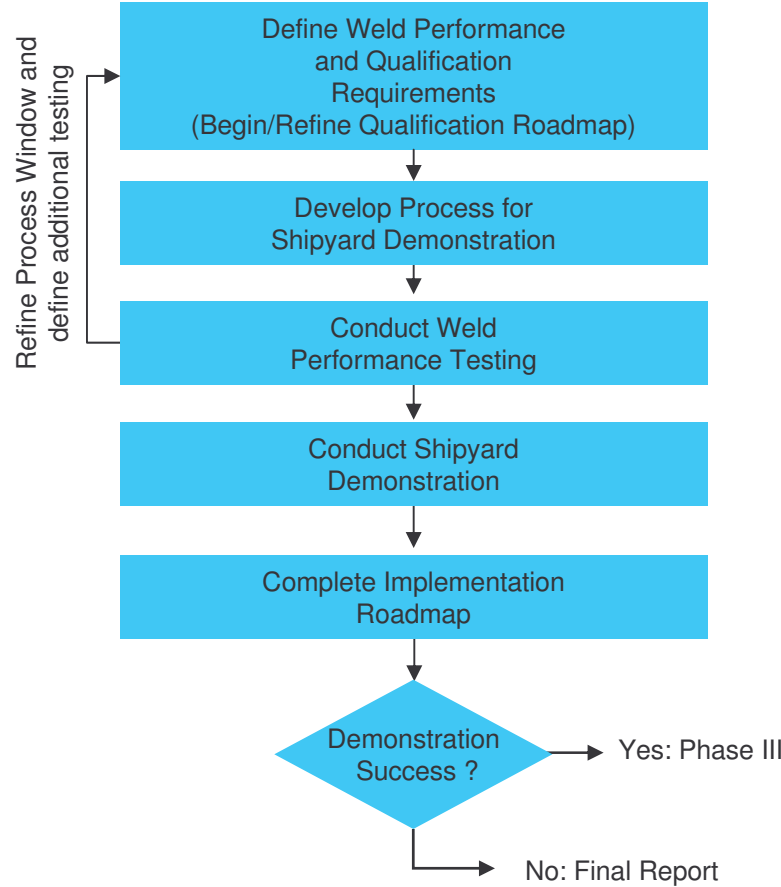 Define Weld Performance
and Qualification
Requirements
(Begin/Refine Qualification Roadmap)
Refine Process Window and
define additional testing
Develop Process for
Shipyard Demonstration
Conduct Weld
Performance Testing
Conduct Shipyard
Demonstration
Complete Implementation
Roadmap
Demonstration
Success ?
Yes: Phase III
No: Final Report